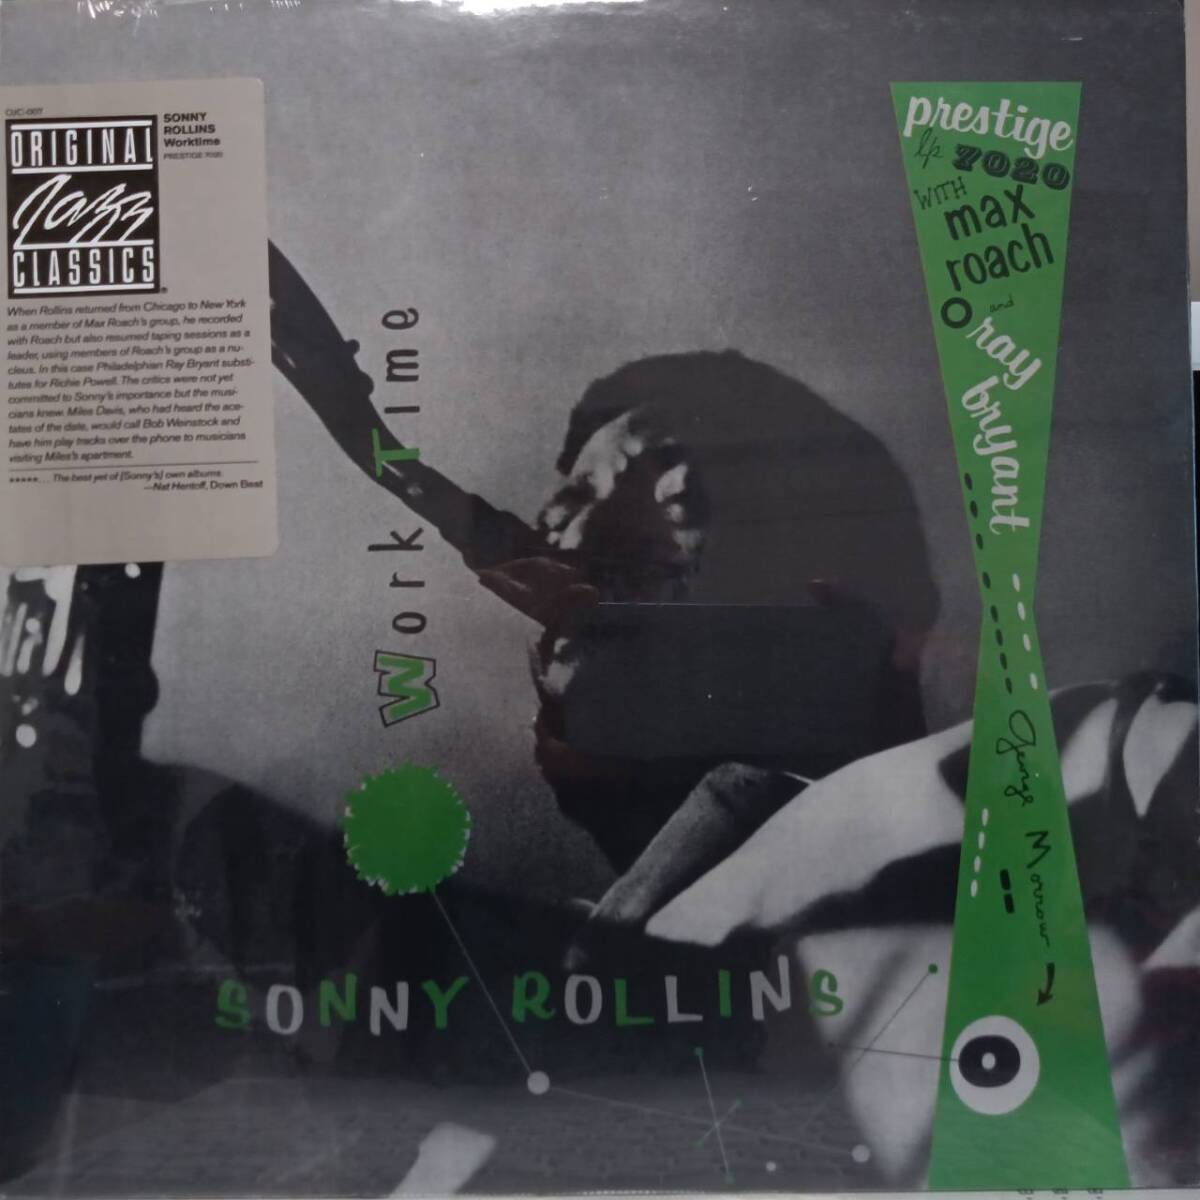 OJC-007
ORIGINAL
Jazz
CLASSICS
SONNY
ROLLINS
Worktime
PRESTIGE 7020
When Rollins returned from Chicago to New York
as a member of Max Roach's group, he recorded
with Roach but also resumed taping sessions as a
leader, using members of Roach's group as a nu-
cleus. In this case Philadelphian Ray Bryant substi-
tutes for Richie Powell. The critics were not yet
committed to Sonny's importance but the musi-
cians knew. Miles Davis, who had heard the ace-
tates of the date, would call Bob Weinstock and
have him play tracks over the phone to musicians
visiting Miles's apartment.
★★★★★... The best yet of [Sonny's] own albums.
—Nat Hentoff, Down Beat
prestige
lp 7020
WITH
max
roach
and
ray
bryant
George Morrow
Work Time
SONNY ROLLINS